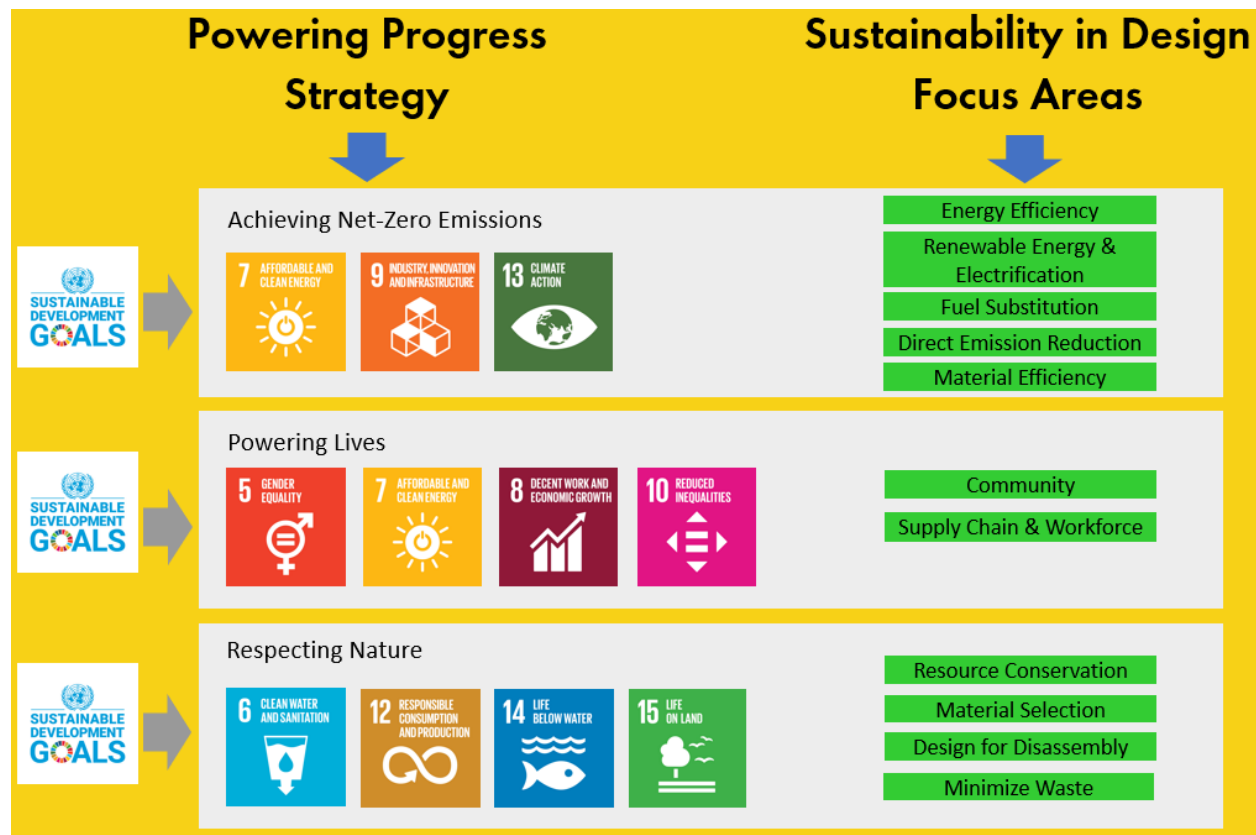 Powering Progress
Strategy
Sustainability in Design
Focus Areas
SUSTAINABLE
DEVELOPMENT
GOALS
Achieving Net-Zero Emissions
7 AFFORDABLE AND
CLEAN ENERGY
9 INDUSTRY, INNOVATION
AND INFRASTRUCTURE
13 CLIMATE
ACTION
Energy Efficiency
Renewable Energy &
Electrification
Fuel Substitution
Direct Emission Reduction
Material Efficiency
SUSTAINABLE
DEVELOPMENT
GOALS
Powering Lives
5 GENDER
EQUALITY
7 AFFORDABLE AND
CLEAN ENERGY
8 DECENT WORK AND
ECONOMIC GROWTH
10 REDUCED
INEQUALITIES
Community
Supply Chain & Workforce
SUSTAINABLE
DEVELOPMENT
GOALS
Respecting Nature
6 CLEAN WATER
AND SANITATION
12 RESPONSIBLE
CONSUMPTION
AND PRODUCTION
14 LIFE
BELOW WATER
15 LIFE
ON LAND
Resource Conservation
Material Selection
Design for Disassembly
Minimize Waste